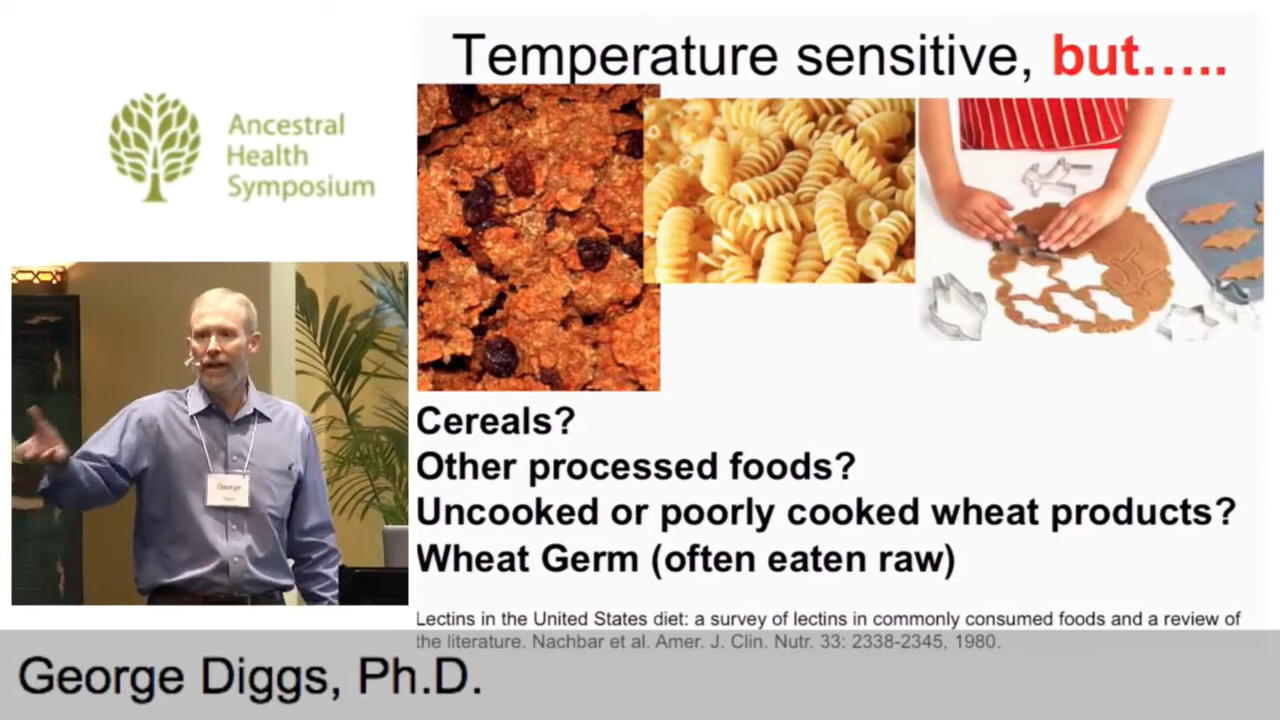 Temperature sensitive, but.....
Ancestral
Health
Symposium
George
Cereals?
Other processed foods?
Uncooked or poorly cooked wheat products?
Wheat Germ (often eaten raw)
Lectins in the United States diet: a survey of lectins in commonly consumed foods and a review of
the literature. Nachbar et al. Amer. J. Clin. Nutr. 33: 2338-2345, 1980.
George Diggs, Ph.D.